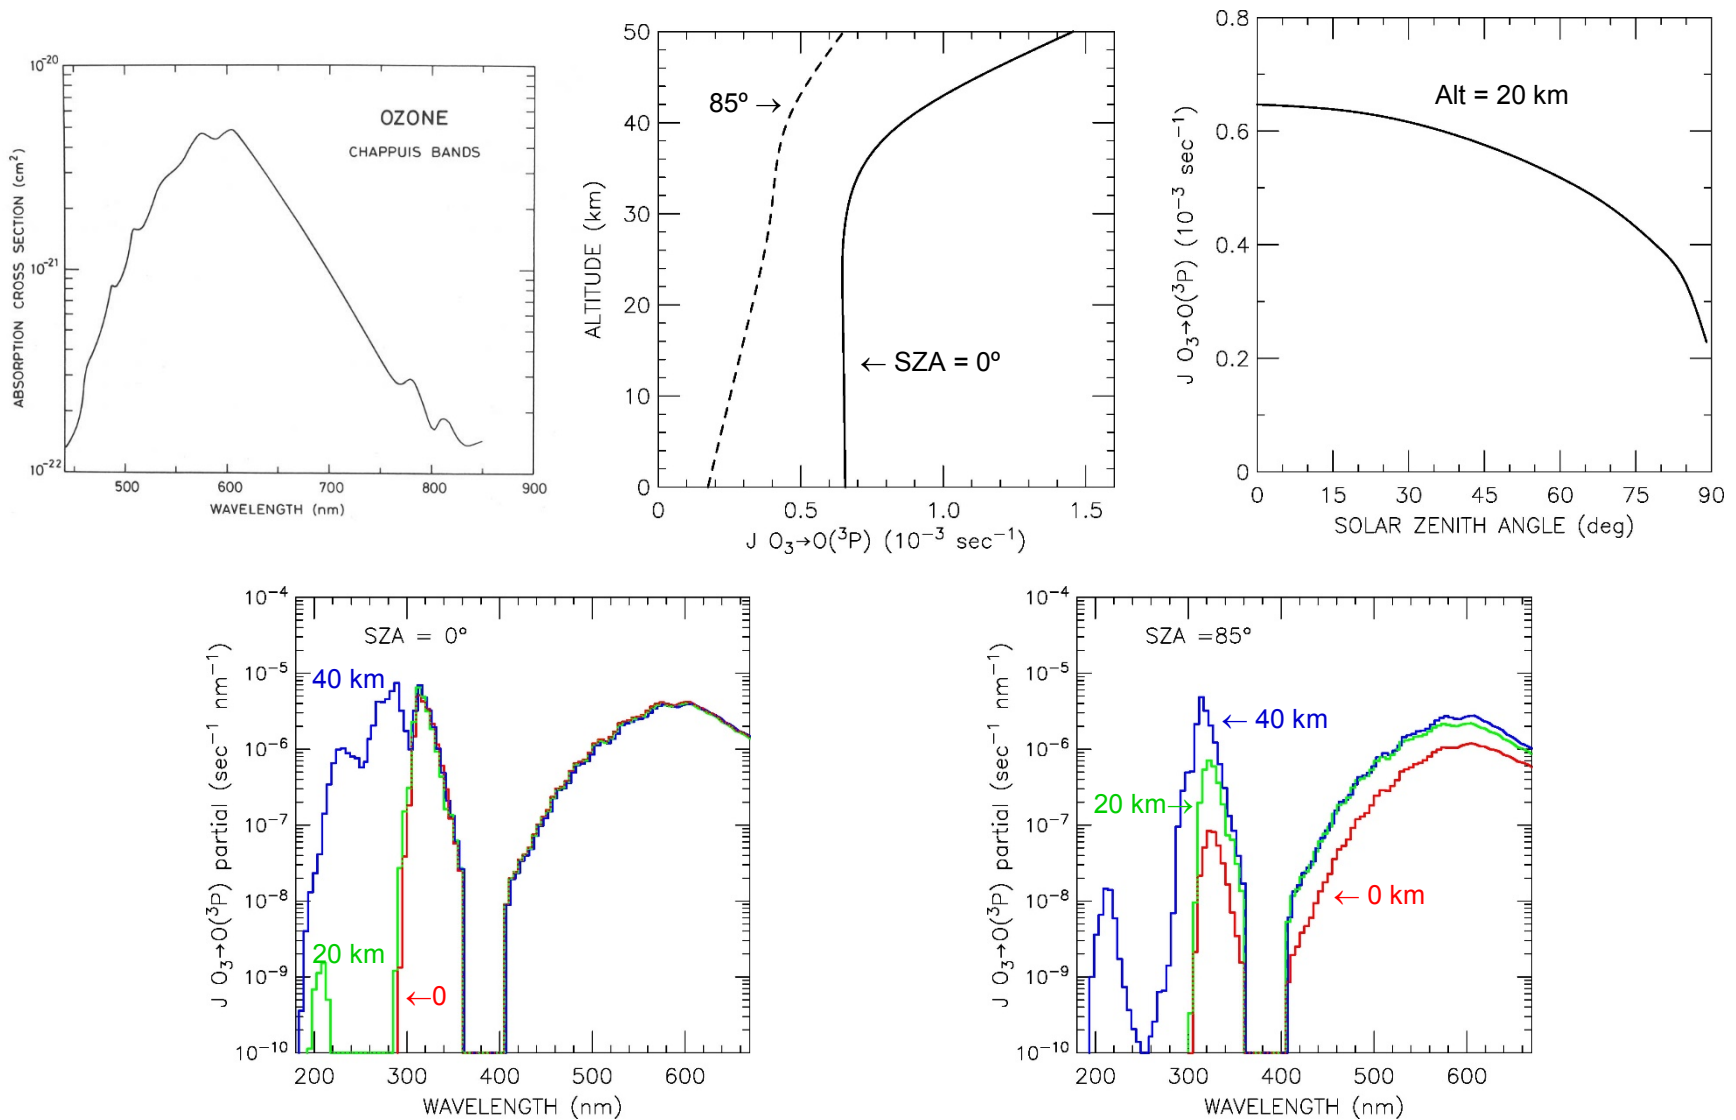 10⁻²⁰
10⁻²¹
10⁻²²
ABSORPTION CROSS SECTION (cm²)
OZONE
CHAPPUIS BANDS
500 600 700 800 900
WAVELENGTH (nm)
50
40
30
20
10
0
ALTITUDE (km)
85º →
← SZA = 0º
0 0.5 1.0 1.5
J O₃→O(³P) (10⁻³ sec⁻¹)
0.8
0.6
0.4
0.2
0
J O₃→O(³P) (10⁻³ sec⁻¹)
Alt = 20 km
0 15 30 45 60 75 90
SOLAR ZENITH ANGLE (deg)
10⁻⁴
10⁻⁵
10⁻⁶
10⁻⁷
10⁻⁸
10⁻⁹
10⁻¹⁰
J O₃→O(³P) partial (sec⁻¹ nm⁻¹)
SZA = 0º
40 km
20 km
←0
200 300 400 500 600
WAVELENGTH (nm)
10⁻⁴
10⁻⁵
10⁻⁶
10⁻⁷
10⁻⁸
10⁻⁹
10⁻¹⁰
J O₃→O(³P) partial (sec⁻¹ nm⁻¹)
SZA =85º
← 40 km
20 km→
← 0 km
200 300 400 500 600
WAVELENGTH (nm)